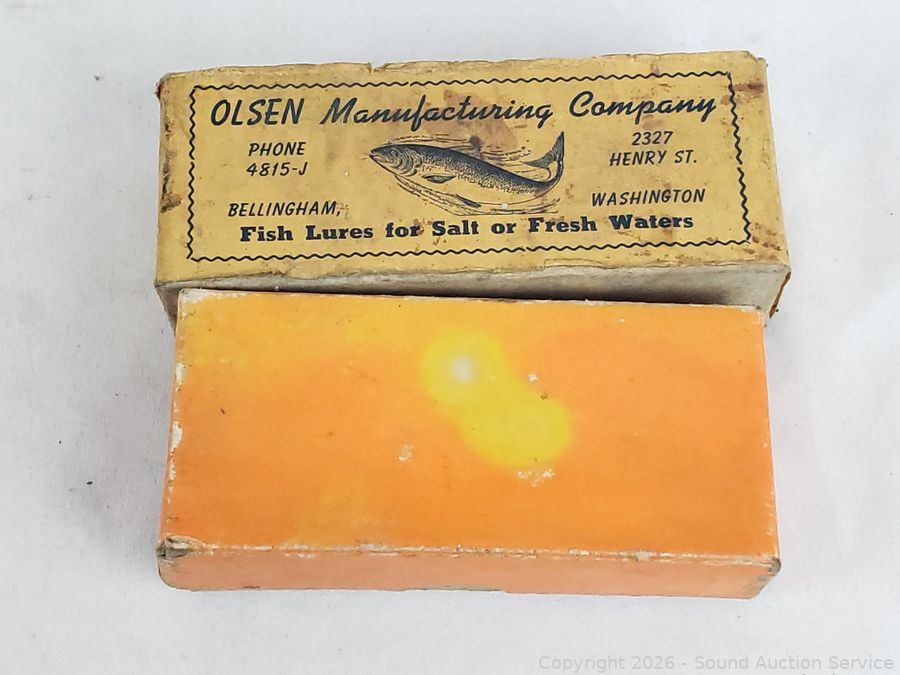 OLSEN Manufacturing Company
PHONE
4815-J
2327
HENRY ST.
BELLINGHAM,
WASHINGTON
Fish Lures for Salt or Fresh Waters
Copyright © 2026 - Sound Auction Service